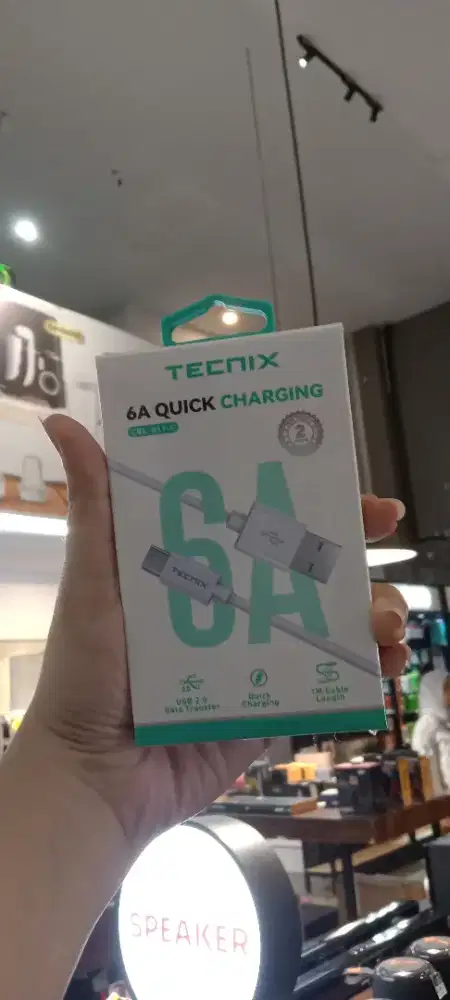 TECNIX
6A QUICK CHARGING
2
6A
TECNIX
USB 2.0
Data Transfer
Quick
Charging
1M Cable
Length
SPEAKER